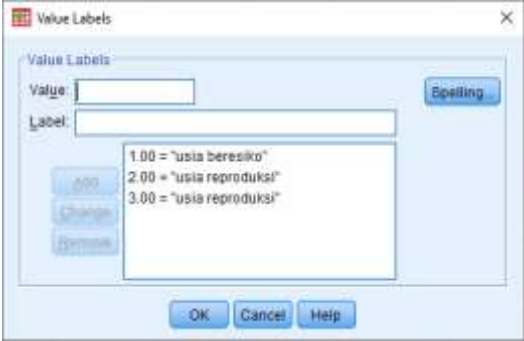 Value Labels
Value Labels
Value:
Spelling...
Label:
1.00 = "usia beresiko"
2.00 = "usia reproduksi"
3.00 = "usia reproduksi"
Add
Change
Remove
OK Cancel Help